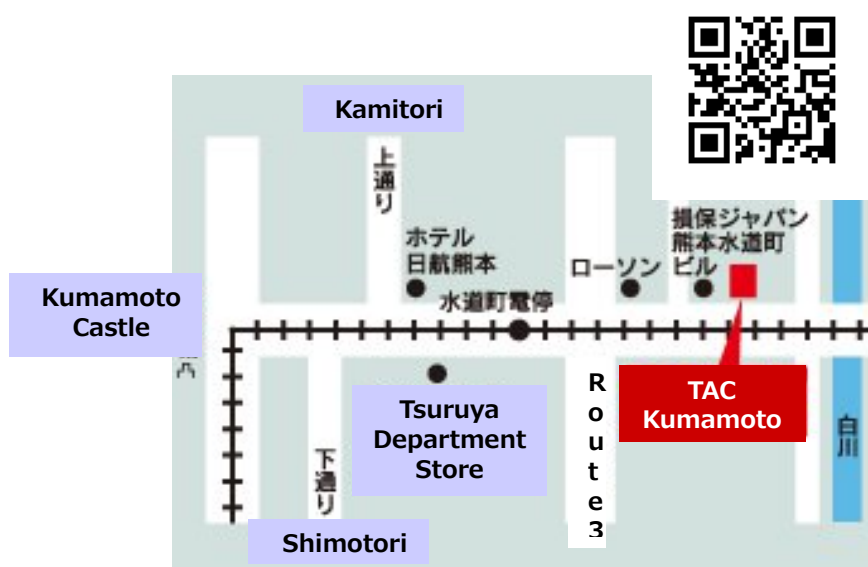 Kamitori
上通り
ホテル
日航熊本
ローソン
損保ジャパン
熊本水道町
ビル
Kumamoto
Castle
水道町電停
Tsuruya
Department
Store
Route3
TAC
Kumamoto
白川
下通り
Shimotori